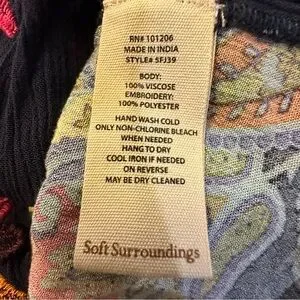 RN# 101206
MADE IN INDIA
STYLE# 5FJ39
BODY:
100% VISCOSE
EMBROIDERY:
100% POLYESTER
HAND WASH COLD
ONLY NON-CHLORINE BLEACH
WHEN NEEDED
HANG TO DRY
COOL IRON IF NEEDED
ON REVERSE
MAY BE DRY CLEANED
Soft Surroundings